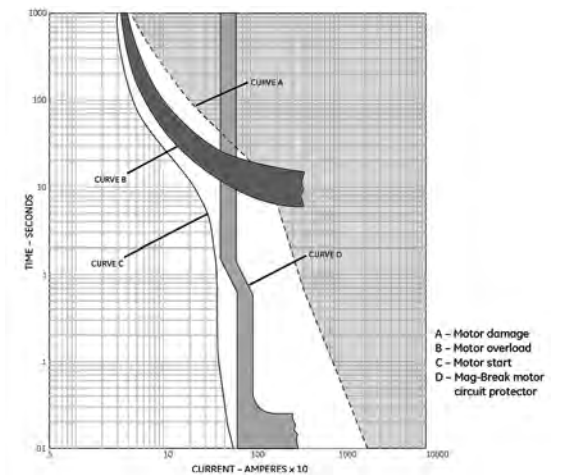 1000
CURVE A
100
TIME – SECONDS
CURVE B
10
CURVE C
CURVE D
1
.1
.01
.5
10
100
1000
10000
CURRENT – AMPERES x 10
A – Motor damage
B – Motor overload
C – Motor start
D – Mag-Break motor
circuit protector